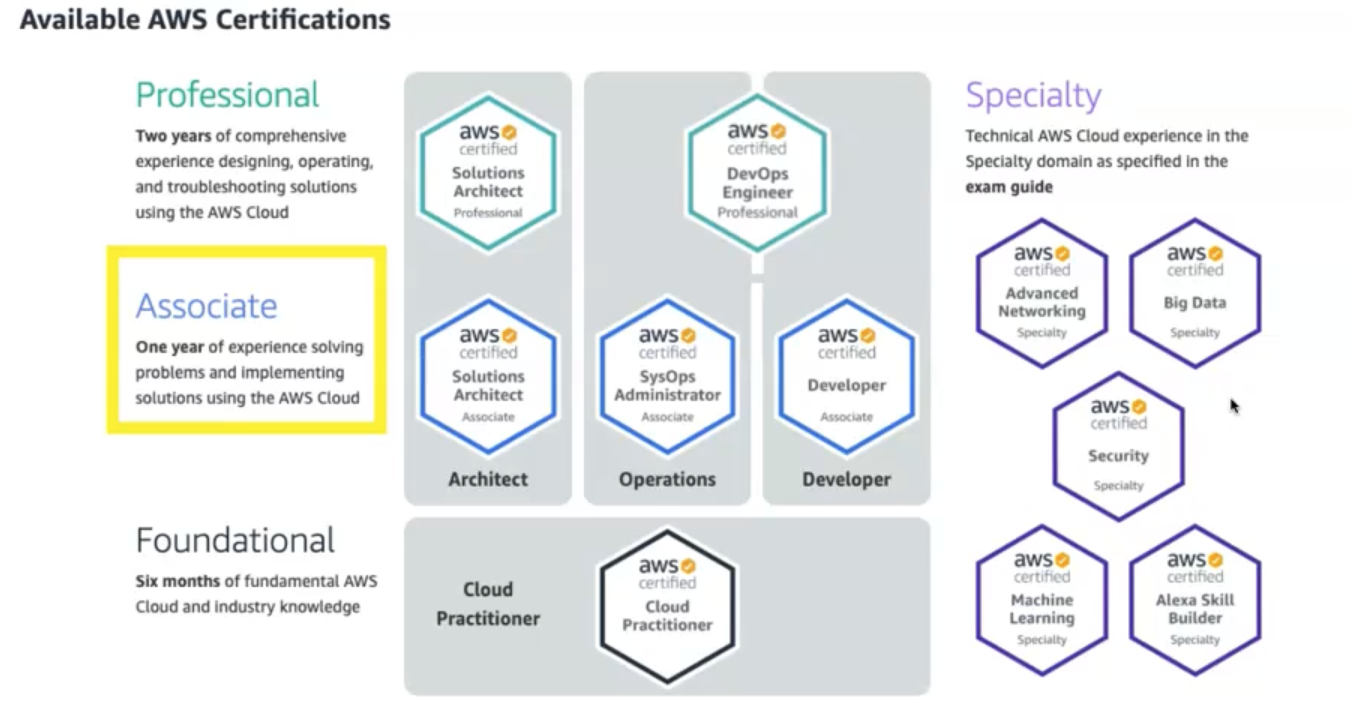 Available AWS Certifications
Professional
Two years of comprehensive
experience designing, operating,
and troubleshooting solutions
using the AWS Cloud
aws
certified
Solutions
Architect
Professional
aws
certified
DevOps
Engineer
Professional
Specialty
Technical AWS Cloud experience in the
Specialty domain as specified in the
exam guide
Associate
One year of experience solving
problems and implementing
solutions using the AWS Cloud
aws
certified
Solutions
Architect
Associate
Architect
aws
certified
SysOps
Administrator
Associate
Operations
aws
certified
Developer
Associate
Developer
aws
certified
Advanced
Networking
Specialty
aws
certified
Big Data
Specialty
aws
certified
Security
Specialty
Foundational
Six months of fundamental AWS
Cloud and industry knowledge
Cloud
Practitioner
aws
certified
Cloud
Practitioner
aws
certified
Machine
Learning
Specialty
aws
certified
Alexa Skill
Builder
Specialty